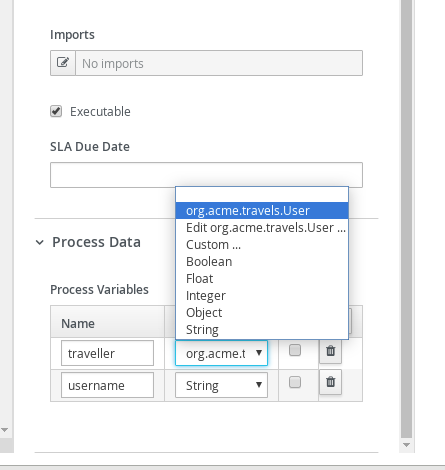 Imports
No imports
Executable
SLA Due Date
Process Data
Process Variables
Name
org.acme.travels.User
Edit org.acme.travels.User ...
Custom ...
Boolean
Float
Integer
Object
String
traveller
org.acme.t
username
String